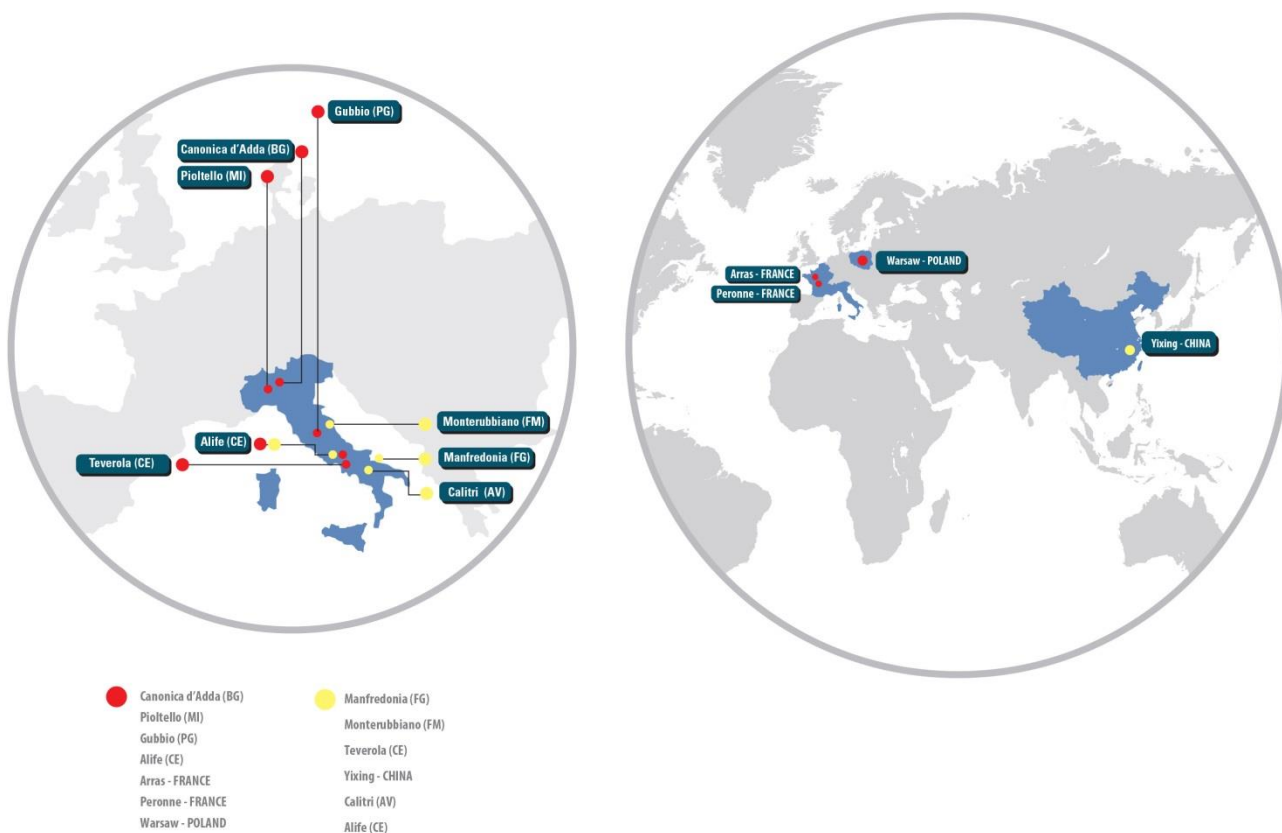 Gubbio (PG)
Canonica d'Adda (BG)
Pioltello (MI)
Monterubbiano (FM)
Alife (CE)
Manfredonia (FG)
Teverola (CE)
Calitri (AV)
Warsaw - POLAND
Arras - FRANCE
Peronne - FRANCE
Yixing - CHINA
Canonica d'Adda (BG)
Pioltello (MI)
Gubbio (PG)
Alife (CE)
Arras - FRANCE
Peronne - FRANCE
Warsaw - POLAND
Manfredonia (FG)
Monterubbiano (FM)
Teverola (CE)
Yixing - CHINA
Calitri (AV)
Alife (CE)